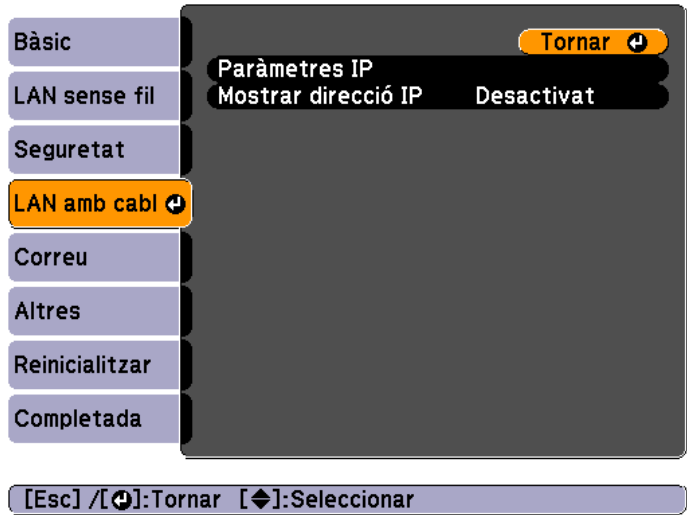 Bàsic
LAN sense fil
Seguretat
LAN amb cabl
Correu
Altres
Reinicialitzar
Completada
Tornar
Paràmetres IP
Mostrar direcció IP Desactivat
[Esc] /[]:Tornar []:Seleccionar